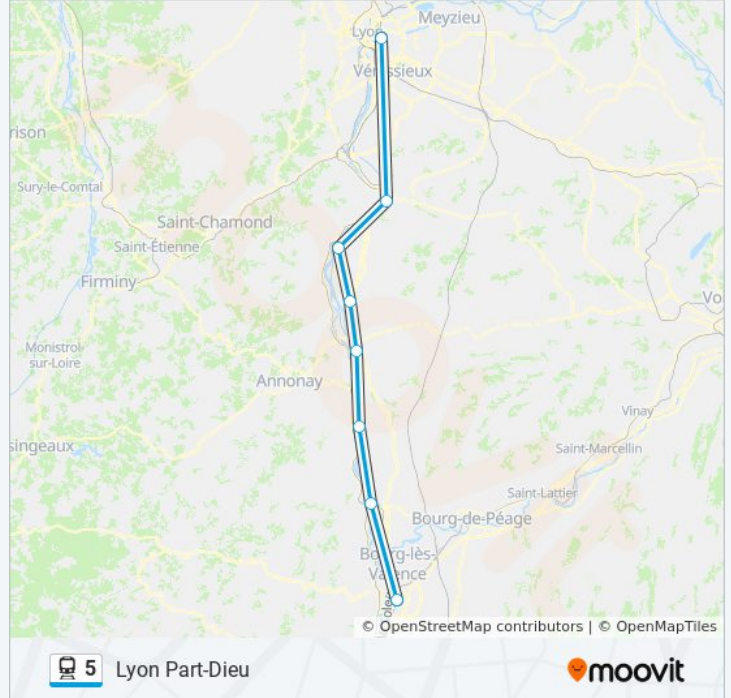 Meyzieu
Lyon
Vénissieux
rison
Sury-le-Comtal
Saint-Chamond
Saint-Étienne
Firminy
Vo
Monistrol
sur-Loire
Annonay
Vinay
singeaux
Saint-Marcellin
Saint-Lattier
Bourg-de-Péage
Bourg-lès-
Valence
© OpenStreetMap contributors | © OpenMapTiles
5 Lyon Part-Dieu
moovit